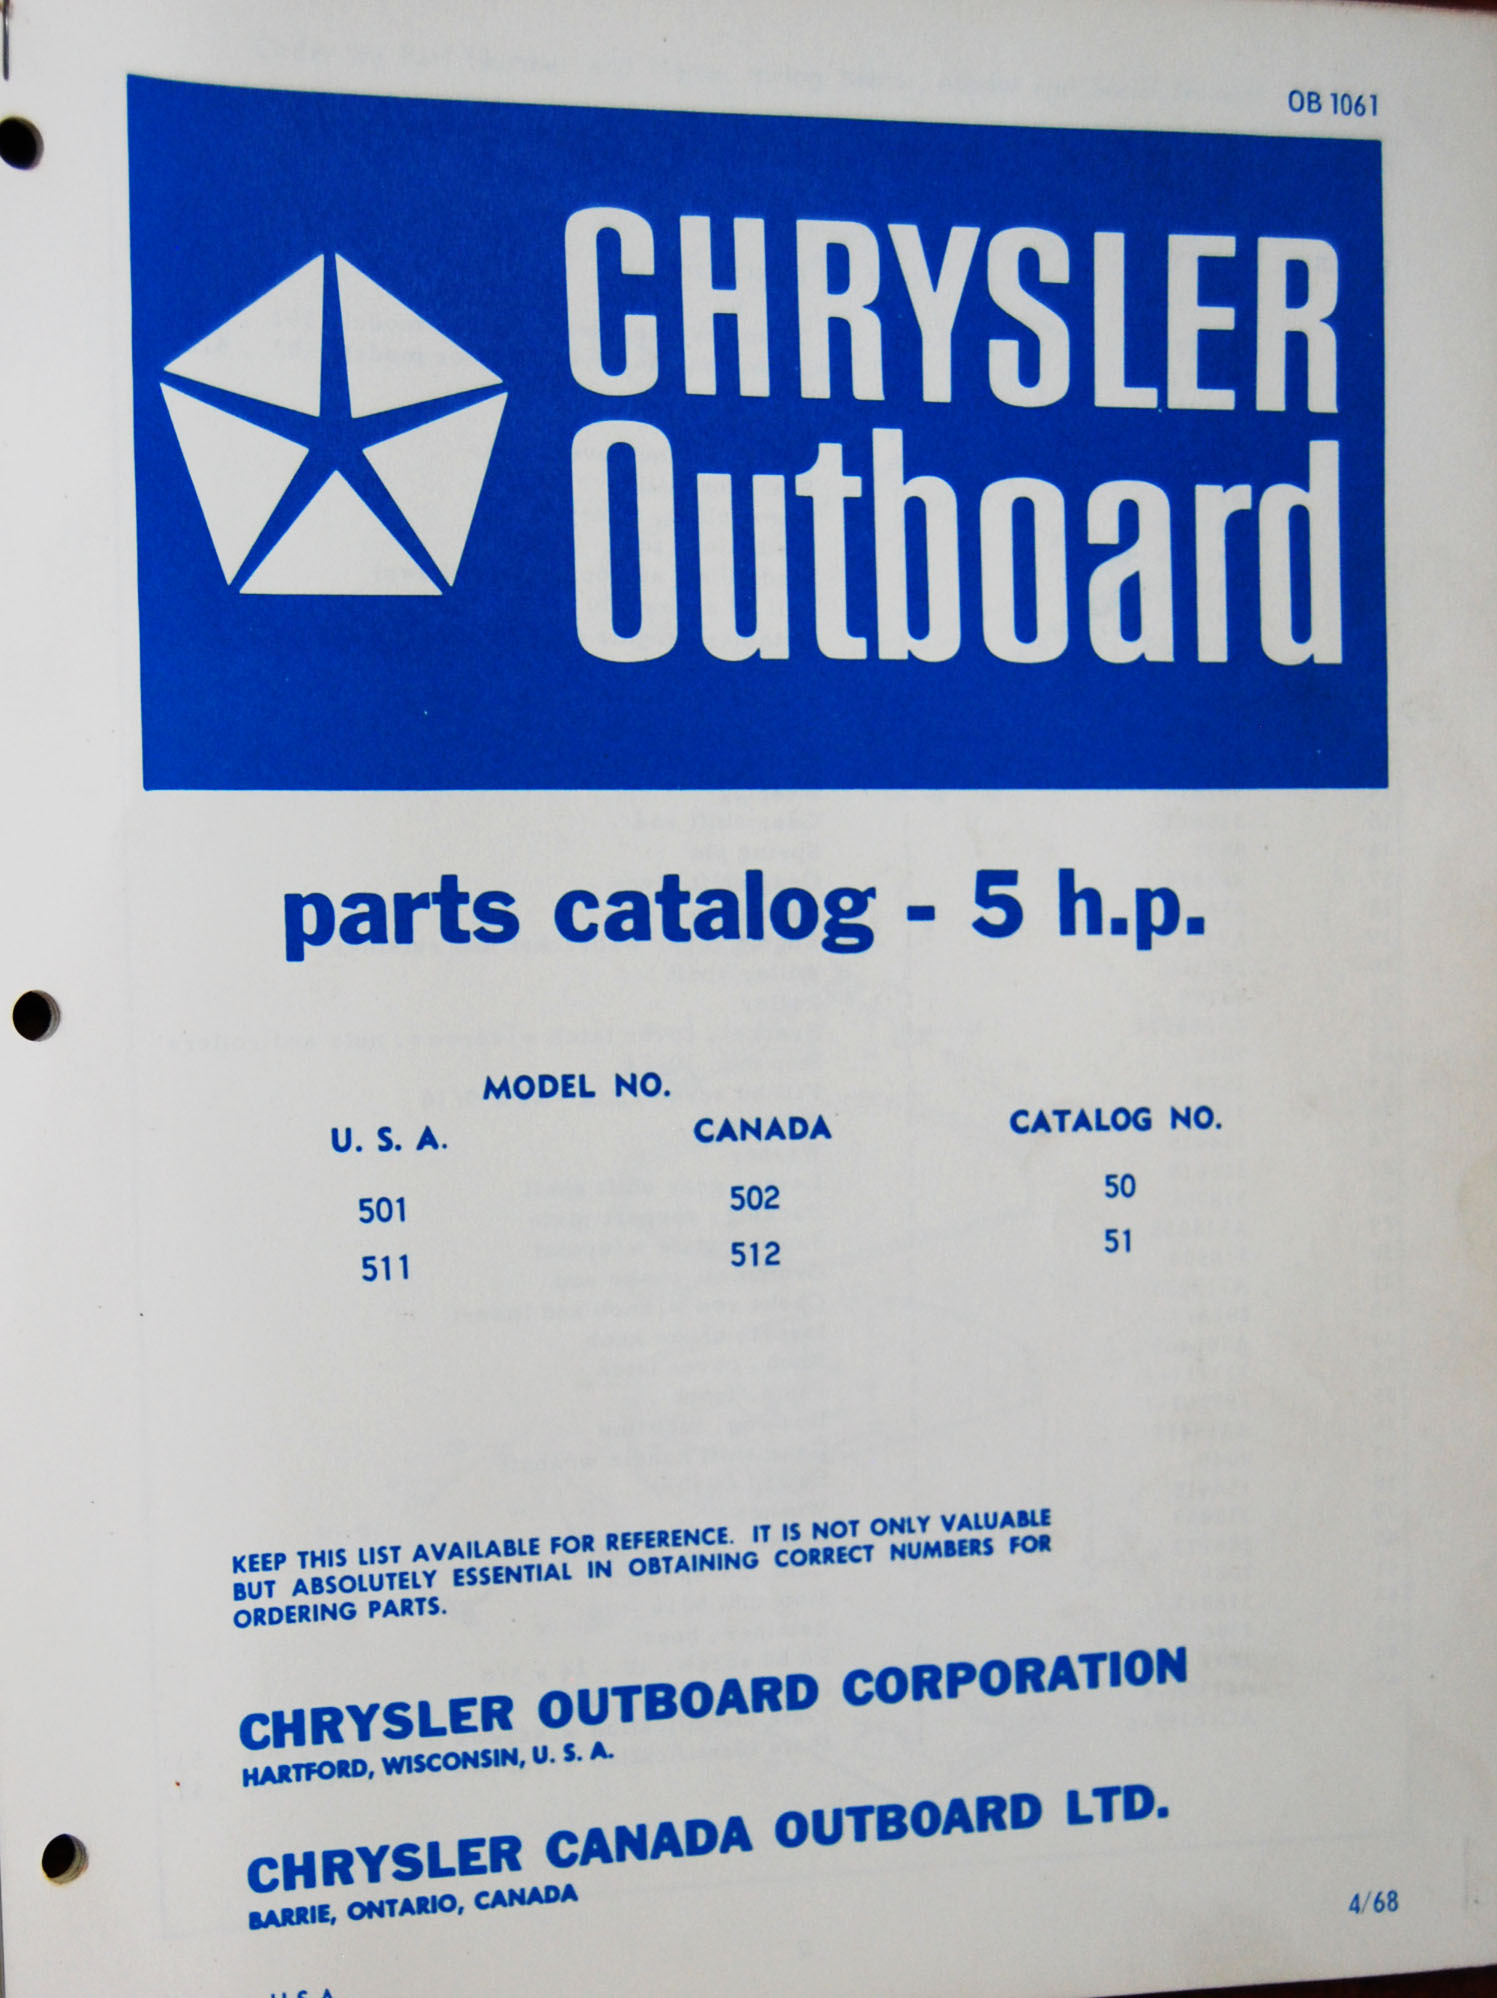 OB 1061
CHRYSLER
Outboard
parts catalog - 5 h.p.
MODEL NO.
U. S. A. CANADA CATALOG NO.
501 502 50
511 512 51
KEEP THIS LIST AVAILABLE FOR REFERENCE. IT IS NOT ONLY VALUABLE
BUT ABSOLUTELY ESSENTIAL IN OBTAINING CORRECT NUMBERS FOR
ORDERING PARTS.
CHRYSLER OUTBOARD CORPORATION
HARTFORD, WISCONSIN, U. S. A.
CHRYSLER CANADA OUTBOARD LTD.
BARRIE, ONTARIO, CANADA
4/68